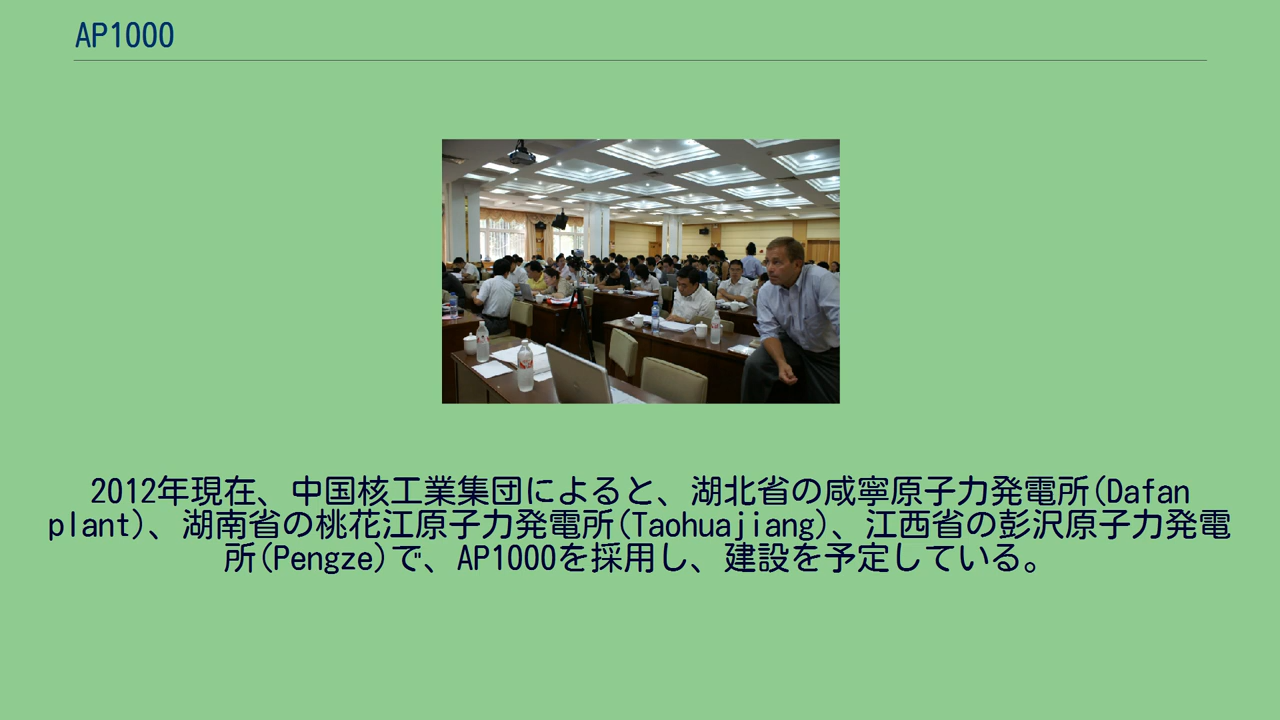 AP1000
2012年現在、中国核工業集団によると、湖北省の咸寧原子力発電所(Dafan
plant)、湖南省の桃花江原子力発電所(Taohuajiang)、江西省の彭沢原子力発電
所(Pengze)で、AP1000を採用し、建設を予定している。